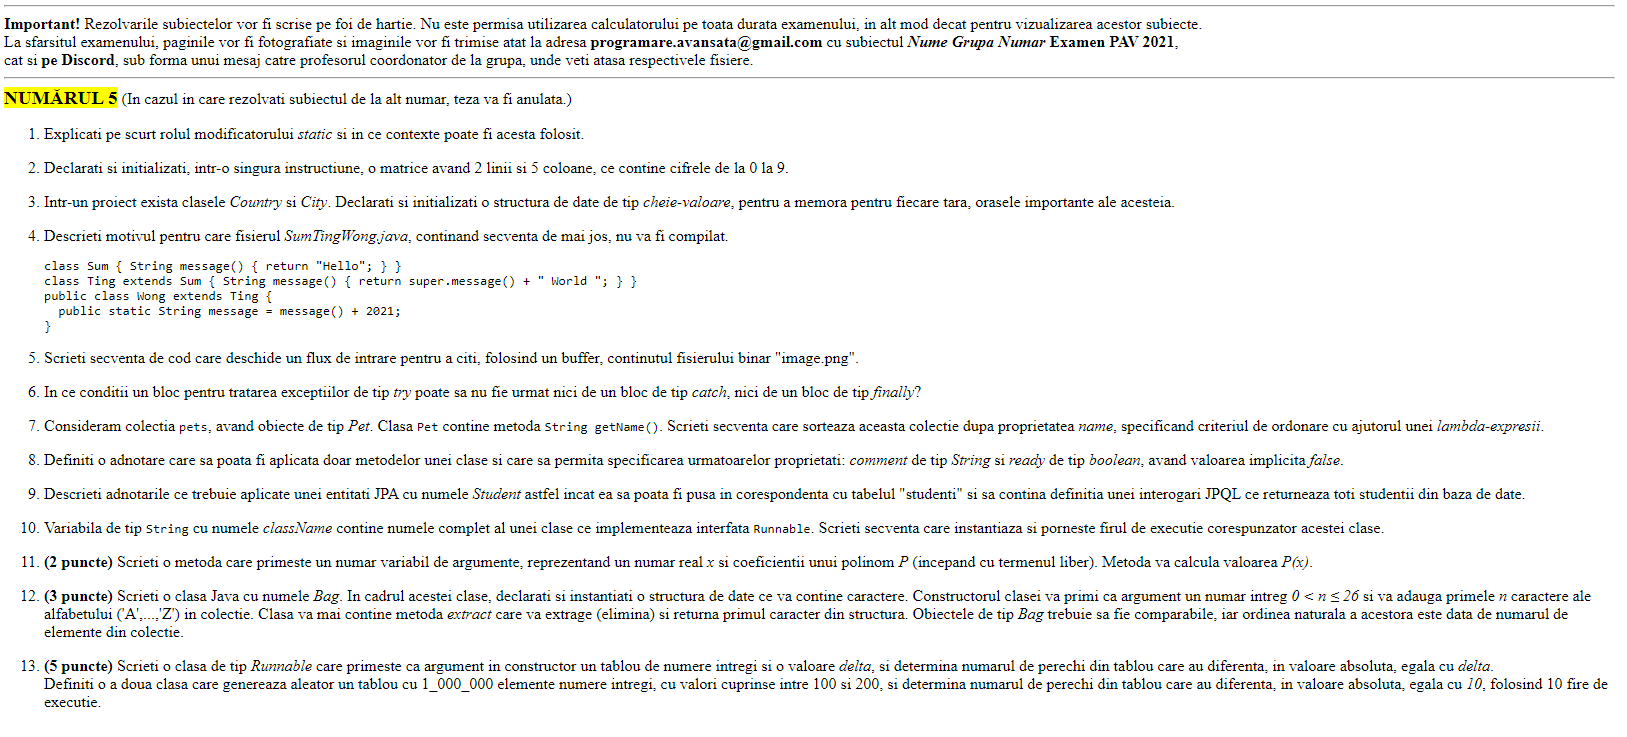 Important! Rezolvarile subiectelor vor fi scrise pe foi de hartie. Nu este permisa utilizarea calculatorului pe toata durata examenului, in alt mod decat pentru vizualizarea acestor subiecte.
La sfarsitul examenului, paginile vor fi fotografiate si imaginile vor fi trimise atat la adresa programare.avansata@gmail.com cu subiectul Nume Grupa Numar Examen PAV 2021,
cat si pe Discord, sub forma unui mesaj catre profesorul coordonator de la grupa, unde veti atasa respectivele fisiere.
NUMĂRUL 5 (In cazul in care rezolvati subiectul de la alt numar, teza va fi anulata.)
1. Explicati pe scurt rolul modificatorului static si in ce contexte poate fi acesta folosit.
2. Declarati si initializati, intr-o singura instructiune, o matrice avand 2 linii si 5 coloane, ce contine cifrele de la 0 la 9.
3. Intr-un proiect exista clasele Country si City. Declarati si initializati o structura de date de tip cheie-valoare, pentru a memora pentru fiecare tara, orasele importante ale acesteia.
4. Descrieti motivul pentru care fisierul SumTingWong.java, continand secventa de mai jos, nu va fi compilat.
class Sum { String message() { return "Hello"; } }
class Ting extends Sum { String message() { return super.message() + " World "; } }
public class Wong extends Ting {
  public static String message = message() + 2021;
}
5. Scrieti secventa de cod care deschide un flux de intrare pentru a citi, folosind un buffer, continutul fisierului binar "image.png".
6. In ce conditii un bloc pentru tratarea exceptiilor de tip try poate sa nu fie urmat nici de un bloc de tip catch, nici de un bloc de tip finally?
7. Consideram colectia pets, avand obiecte de tip Pet. Clasa Pet contine metoda String getName(). Scrieti secventa care sorteaza aceasta colectie dupa proprietatea name, specificand criteriul de ordonare cu ajutorul unei lambda-expresii.
8. Definiti o adnotare care sa poata fi aplicata doar metodelor unei clase si care sa permita specificarea urmatoarelor proprietati: comment de tip String si ready de tip boolean, avand valoarea implicita false.
9. Descrieti adnotarile ce trebuie aplicate unei entitati JPA cu numele Student astfel incat ea sa poata fi pusa in corespondenta cu tabelul "studenti" si sa contina definitia unei interogari JPQL ce returneaza toti studentii din baza de date.
10. Variabila de tip String cu numele className contine numele complet al unei clase ce implementeaza interfata Runnable. Scrieti secventa care instantiaza si porneste firul de executie corespunzator acestei clase.
11. (2 puncte) Scrieti o metoda care primeste un numar variabil de argumente, reprezentand un numar real x si coeficientii unui polinom P (incepand cu termenul liber). Metoda va calcula valoarea P(x).
12. (3 puncte) Scrieti o clasa Java cu numele Bag. In cadrul acestei clase, declarati si instantiati o structura de date ce va contine caractere. Constructorul clasei va primi ca argument un numar intreg 0 < n ≤ 26 si va adauga primele n caractere ale
alfabetului ('A',...,'Z') in colectie. Clasa va mai contine metoda extract care va extrage (elimina) si returna primul caracter din structura. Obiectele de tip Bag trebuie sa fie comparabile, iar ordinea naturala a acestora este data de numarul de
elemente din colectie.
13. (5 puncte) Scrieti o clasa de tip Runnable care primeste ca argument in constructor un tablou de numere intregi si o valoare delta, si determina numarul de perechi din tablou care au diferenta, in valoare absoluta, egala cu delta.
Definiti o a doua clasa care genereaza aleator un tablou cu 1_000_000 elemente numere intregi, cu valori cuprinse intre 100 si 200, si determina numarul de perechi din tablou care au diferenta, in valoare absoluta, egala cu 10, folosind 10 fire de
executie.